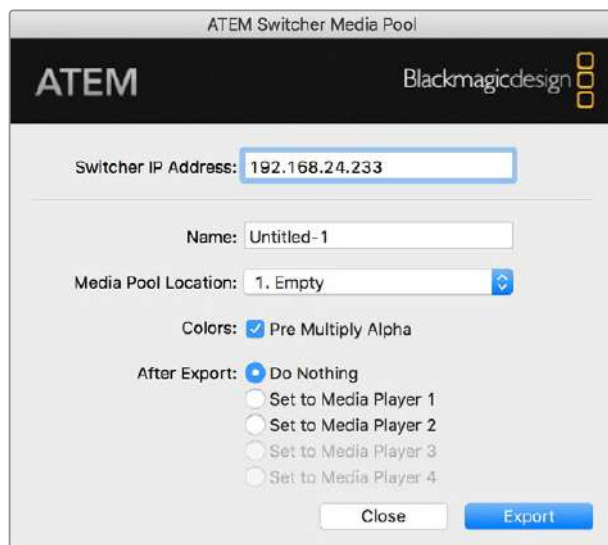 ATEM Switcher Media Pool
ATEM
Blackmagicdesign
Switcher IP Address: 192.168.24.233
Name: Untitled-1
Media Pool Location: 1. Empty
Colors: Pre Multiply Alpha
After Export: Do Nothing
Set to Media Player 1
Set to Media Player 2
Set to Media Player 3
Set to Media Player 4
Close Export